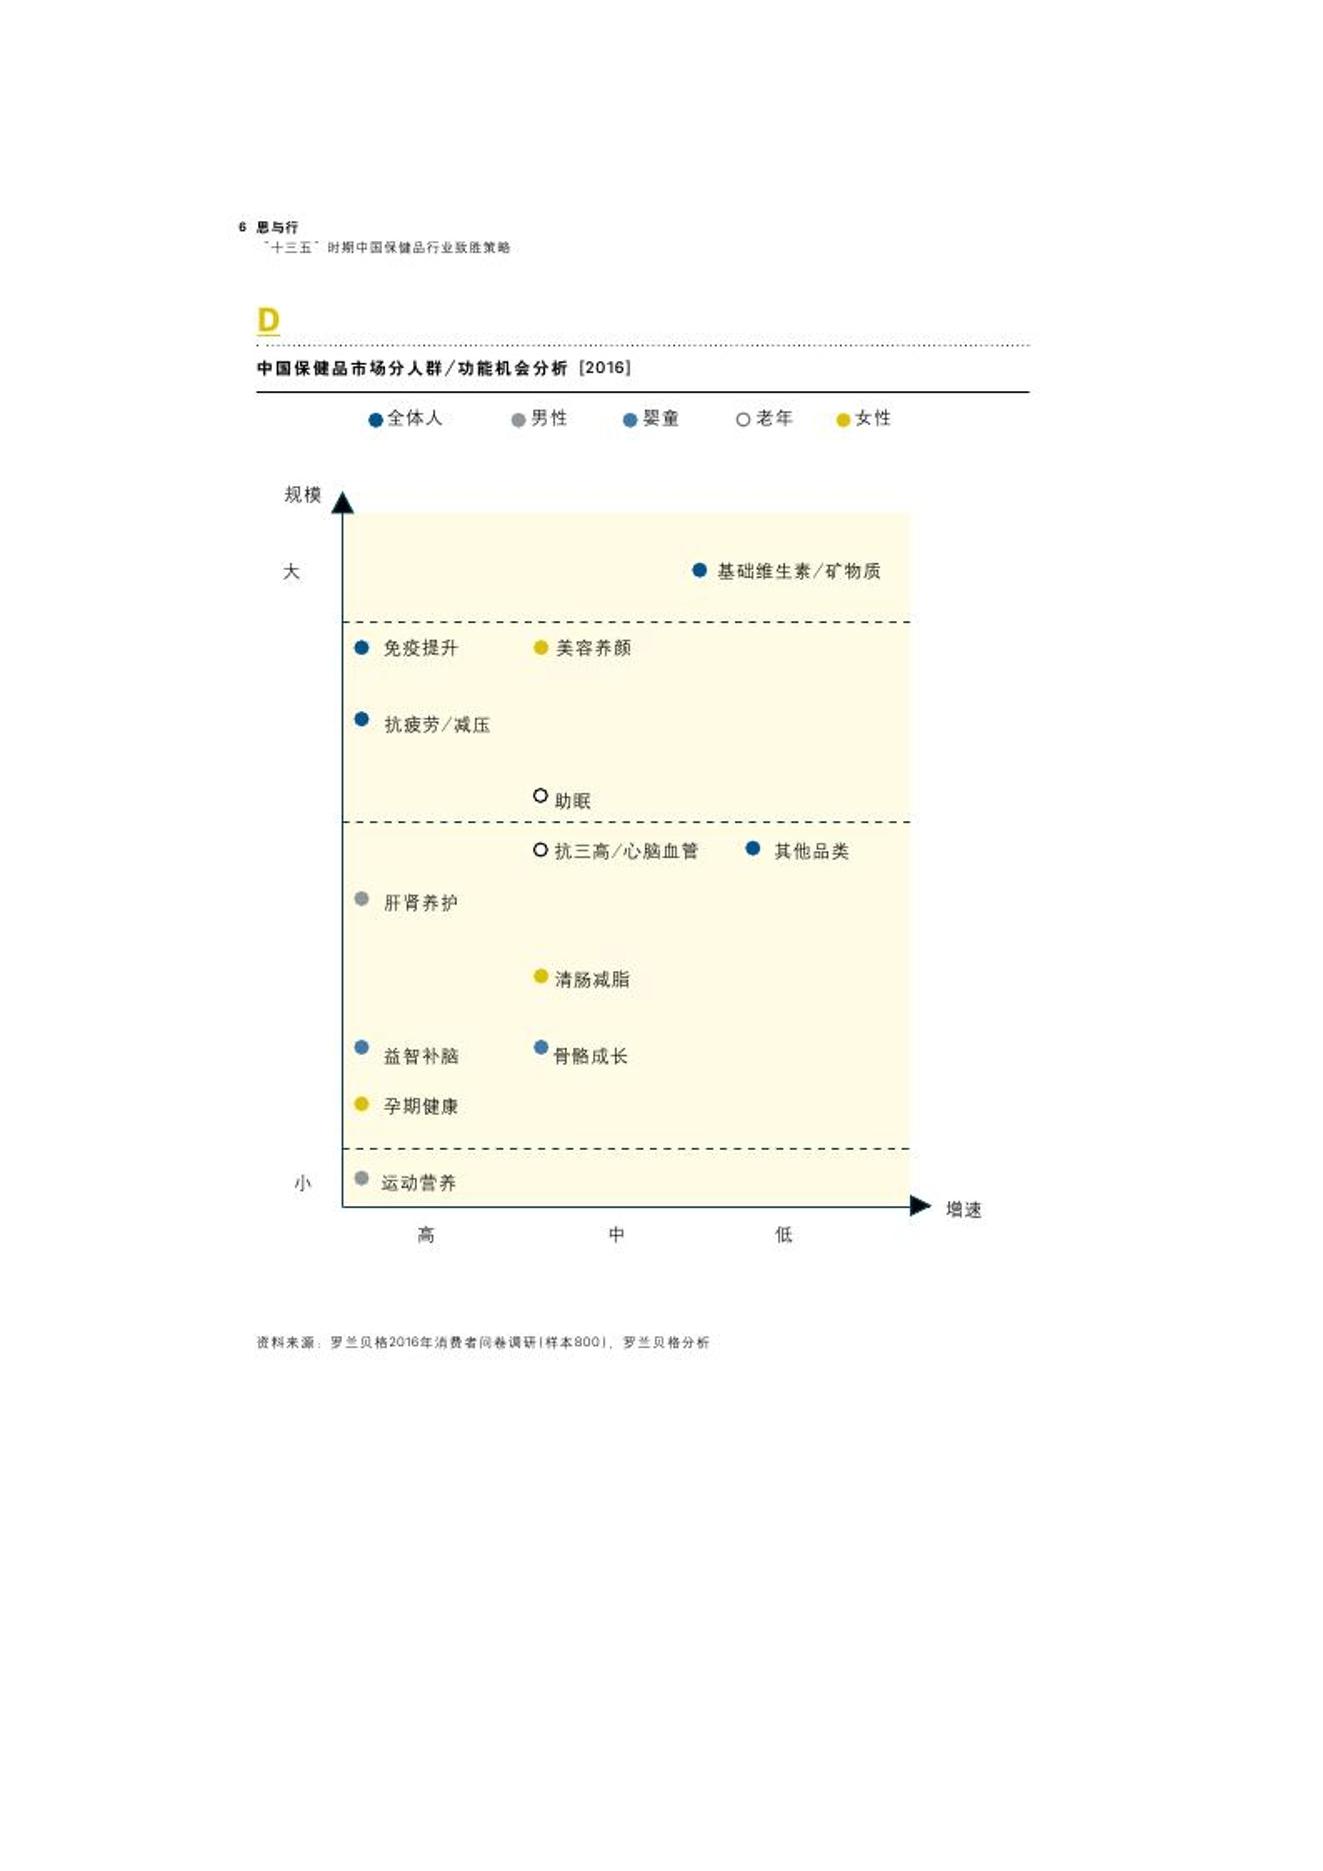 6 思与行
“十三五”时期中国保健品行业致胜策略
D
中国保健品市场分人群/功能机会分析 [2016]
全体人 男性 婴童 老年 女性
规模
大 基础维生素/矿物质
免疫提升 美容养颜
抗疲劳/减压
助眠
抗三高/心脑血管 其他品类
肝肾养护
清肠减脂
益智补脑 骨骼成长
孕期健康
小 运动营养
增速
高 中 低
资料来源：罗兰贝格2016年消费者问卷调研(样本800)，罗兰贝格分析